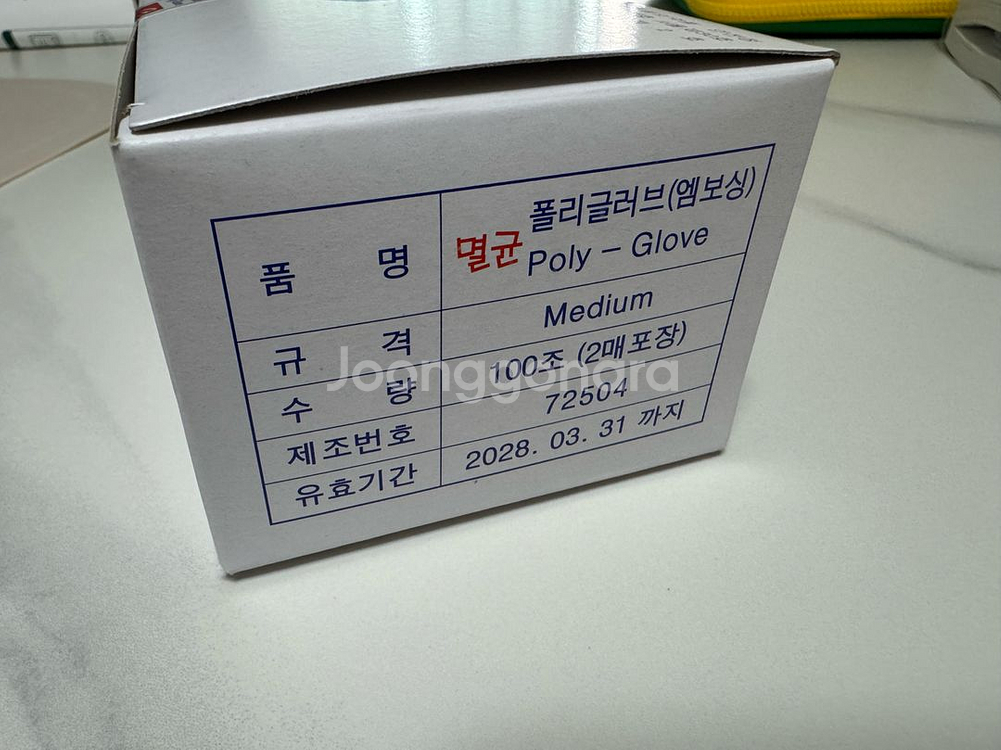 품 명 멸균 폴리글러브(엠보싱)
Poly - Glove
규 격 Medium
수 량 100조 (2매포장)
제조번호 72504
유효기간 2028. 03. 31 까지
Joonggonara